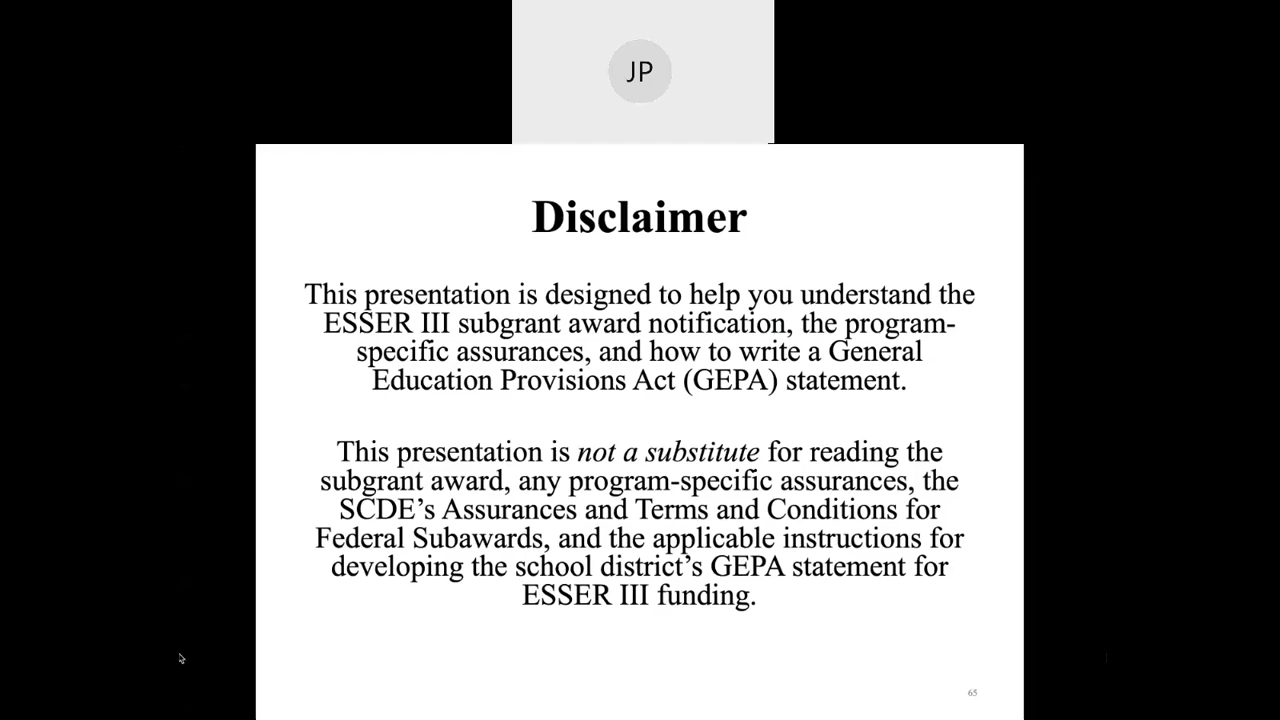 JP
Disclaimer
This presentation is designed to help you understand the
ESSER III subgrant award notification, the program-
specific assurances, and how to write a General
Education Provisions Act (GEPA) statement.
This presentation is not a substitute for reading the
subgrant award, any program-specific assurances, the
SCDE’s Assurances and Terms and Conditions for
Federal Subawards, and the applicable instructions for
developing the school district’s GEPA statement for
ESSER III funding.
65